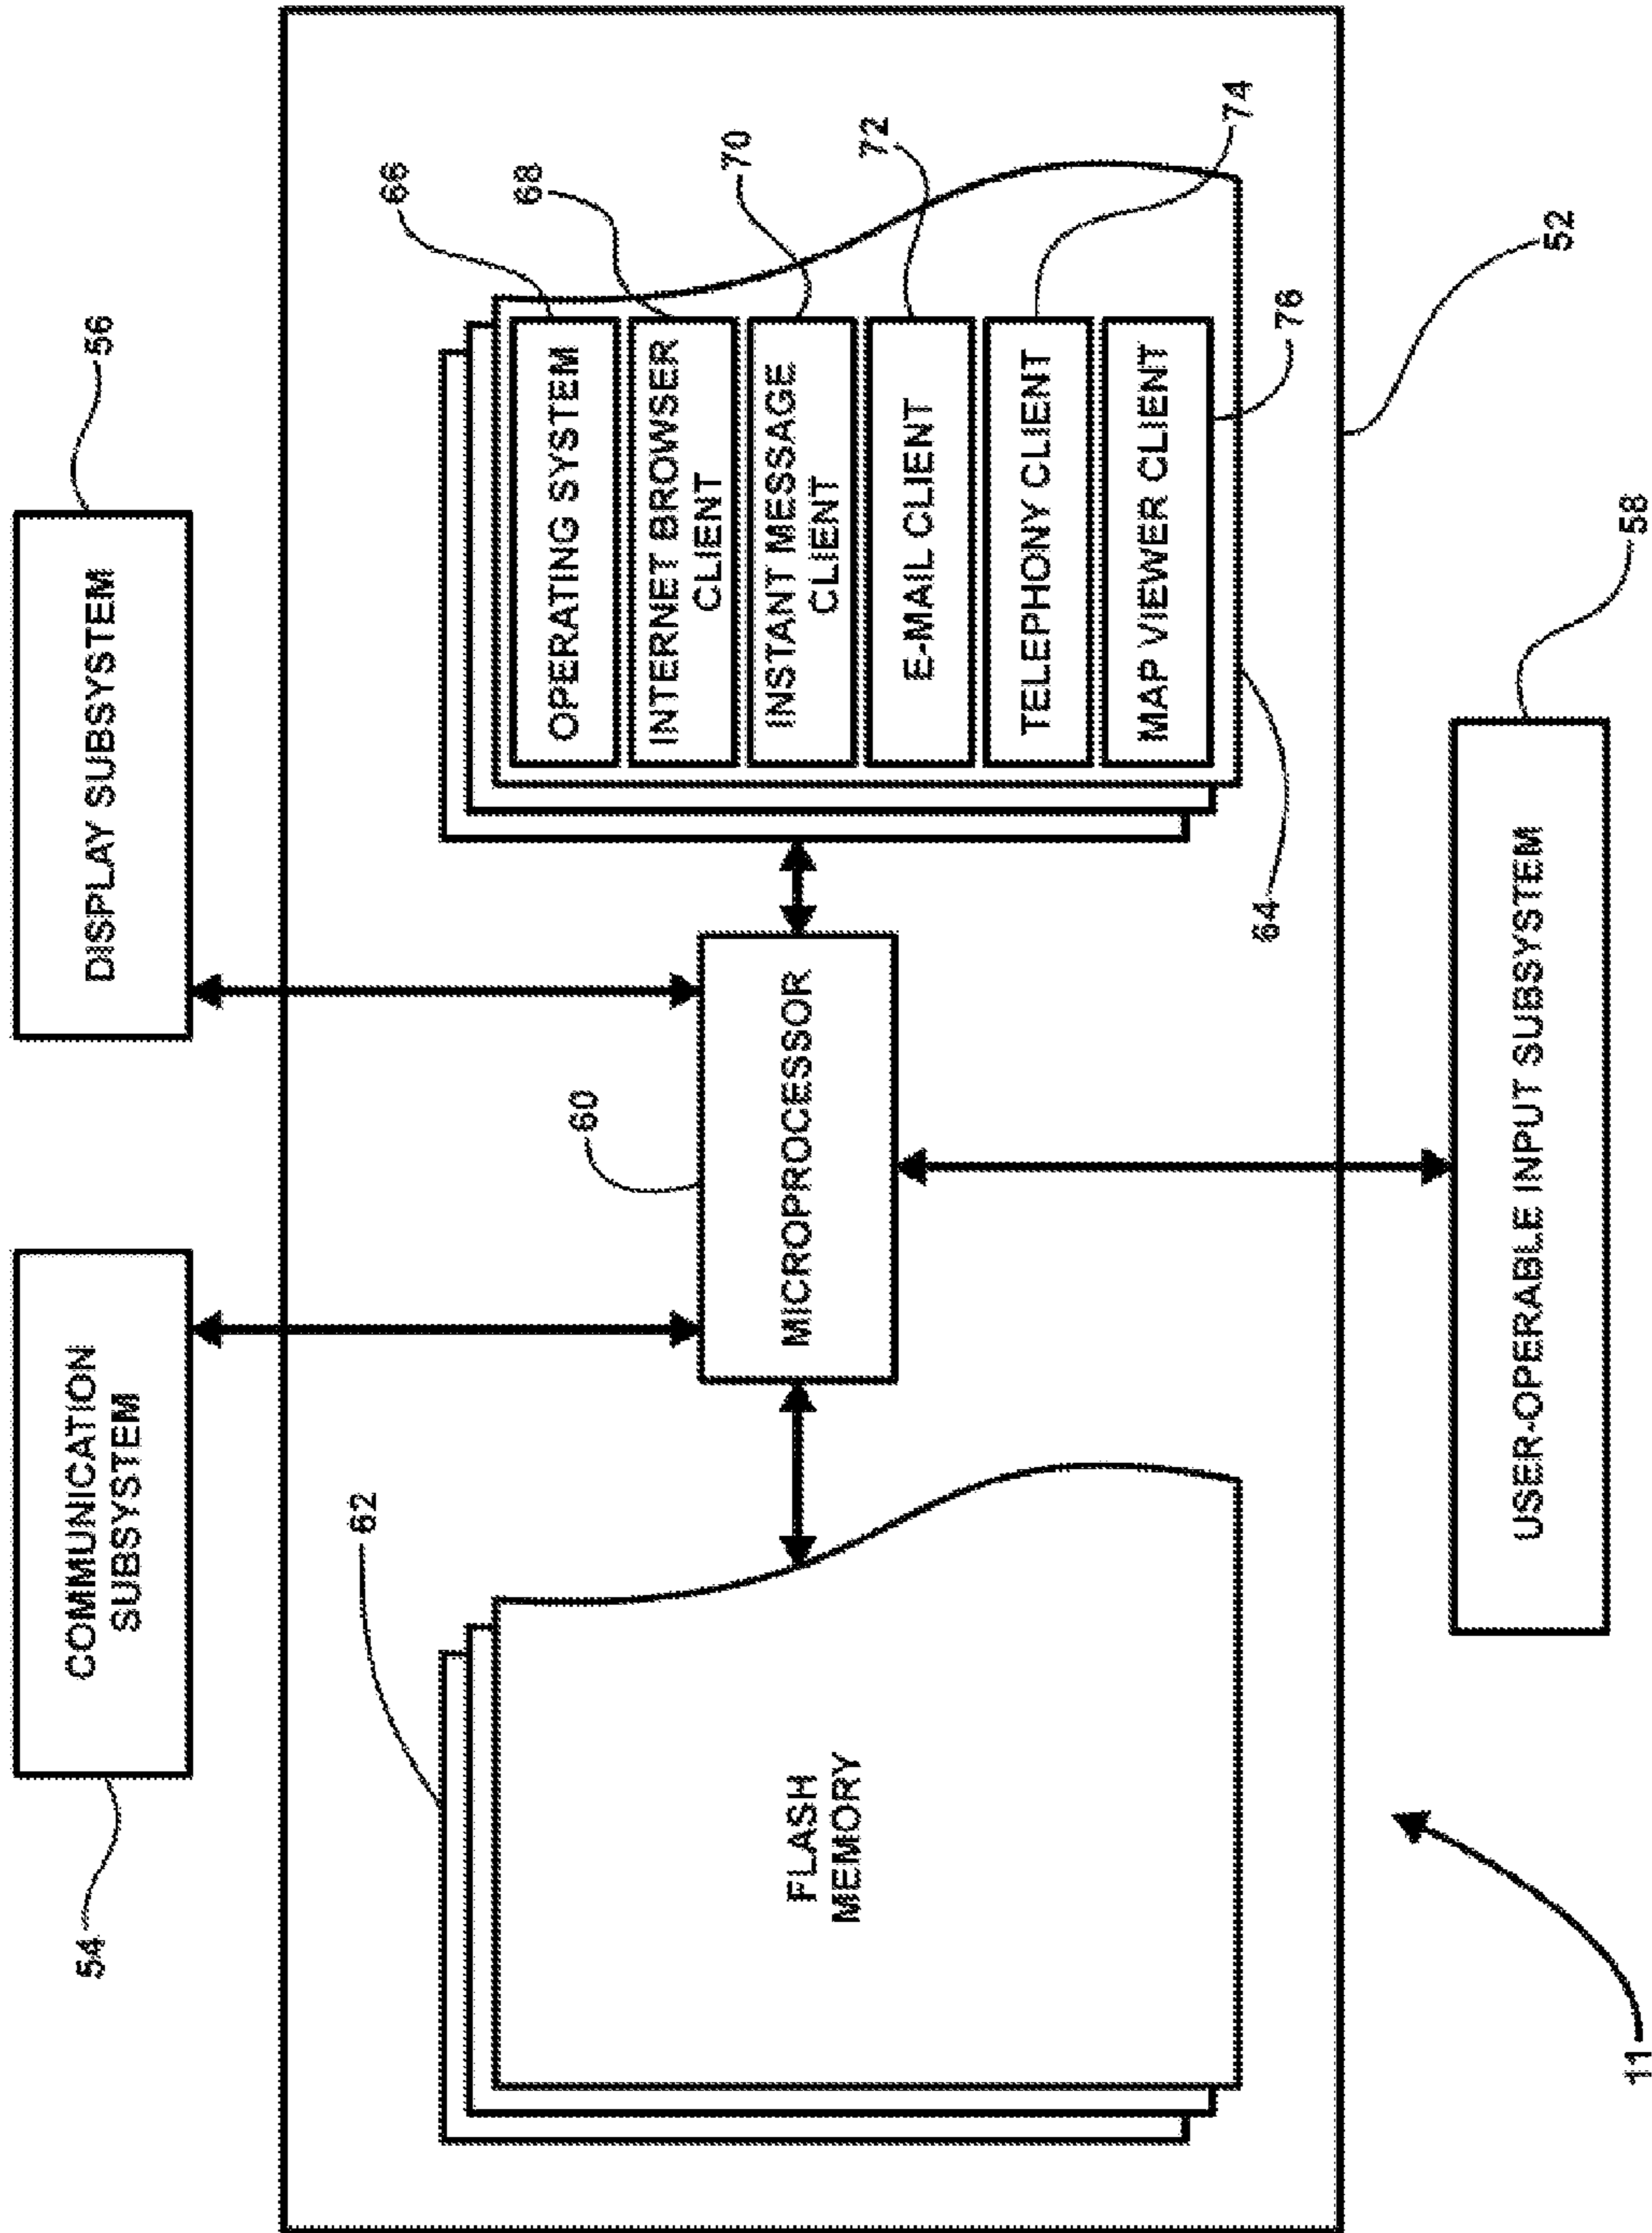 COMMUNICATION
SUBSYSTEM
54
DISPLAY SUBSYSTEM
56
62
60
66
68
70
72
74
FLASH
MEMORY
MICROPROCESSOR
OPERATING SYSTEM
INTERNET BROWSER
CLIENT
INSTANT MESSAGE
CLIENT
E-MAIL CLIENT
TELEPHONY CLIENT
MAP VIEWER CLIENT
76
64
52
USER-OPERABLE INPUT SUBSYSTEM
58
11